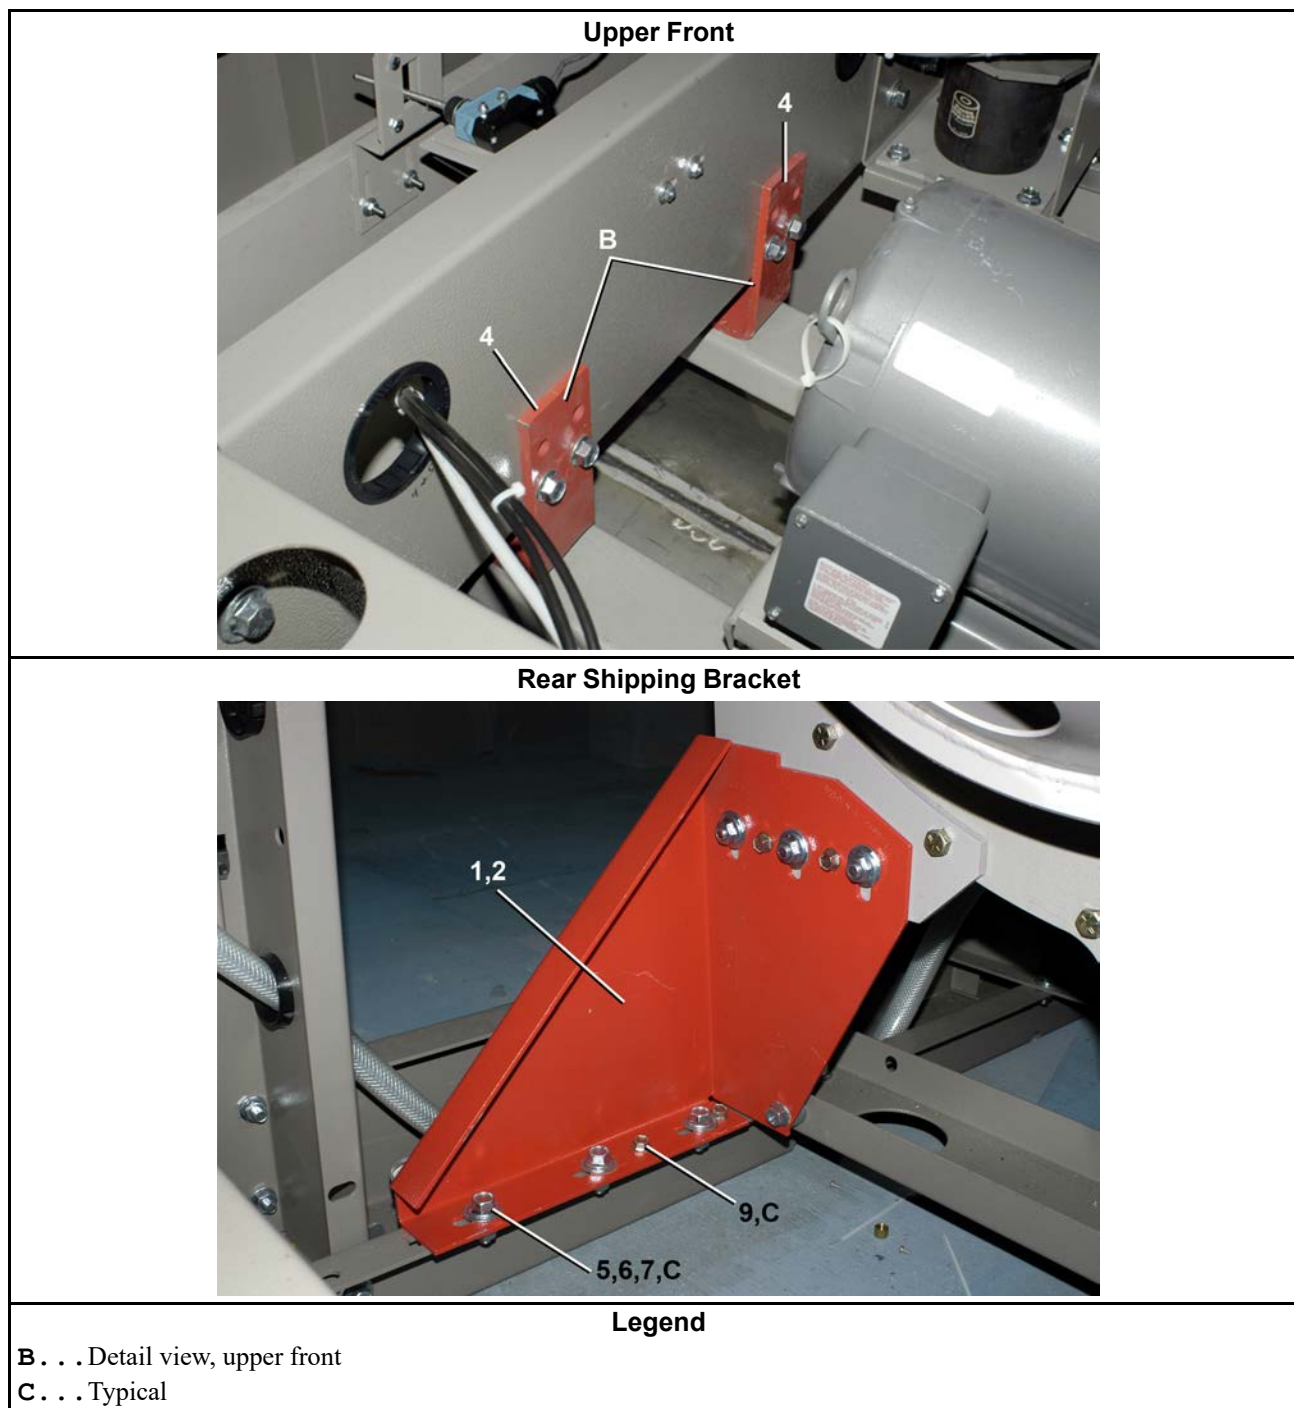 Upper Front
4
B
4
Rear Shipping Bracket
1,2
9,C
5,6,7,C
Legend
B...Detail view, upper front
C...Typical